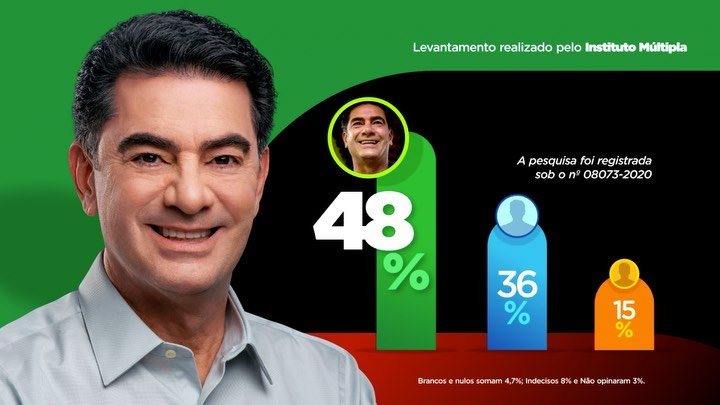 Levantamento realizado pelo Instituto Múltipla
A pesquisa foi registrada
sob o nº 08073-2020
48
%
36
%
15
%
Brancos e nulos somam 4,7%; Indecisos 8% e Não opinaram 3%.